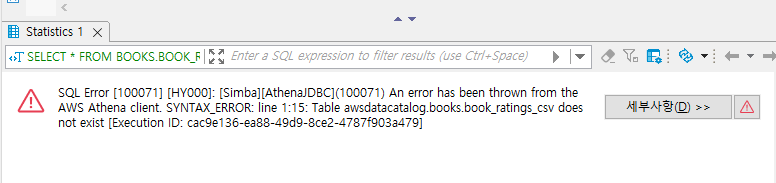 Statistics 1
SELECT * FROM BOOKS.BOOK_R
Enter a SQL expression to filter results (use Ctrl+Space)
SQL Error [100071] [HY000]: [Simba][AthenaJDBC](100071) An error has been thrown from the
AWS Athena client. SYNTAX_ERROR: line 1:15: Table awsdatacatalog.books.book_ratings_csv does
not exist [Execution ID: cac9e136-ea88-49d9-8ce2-4787f903a479]
세부사항(D) >>